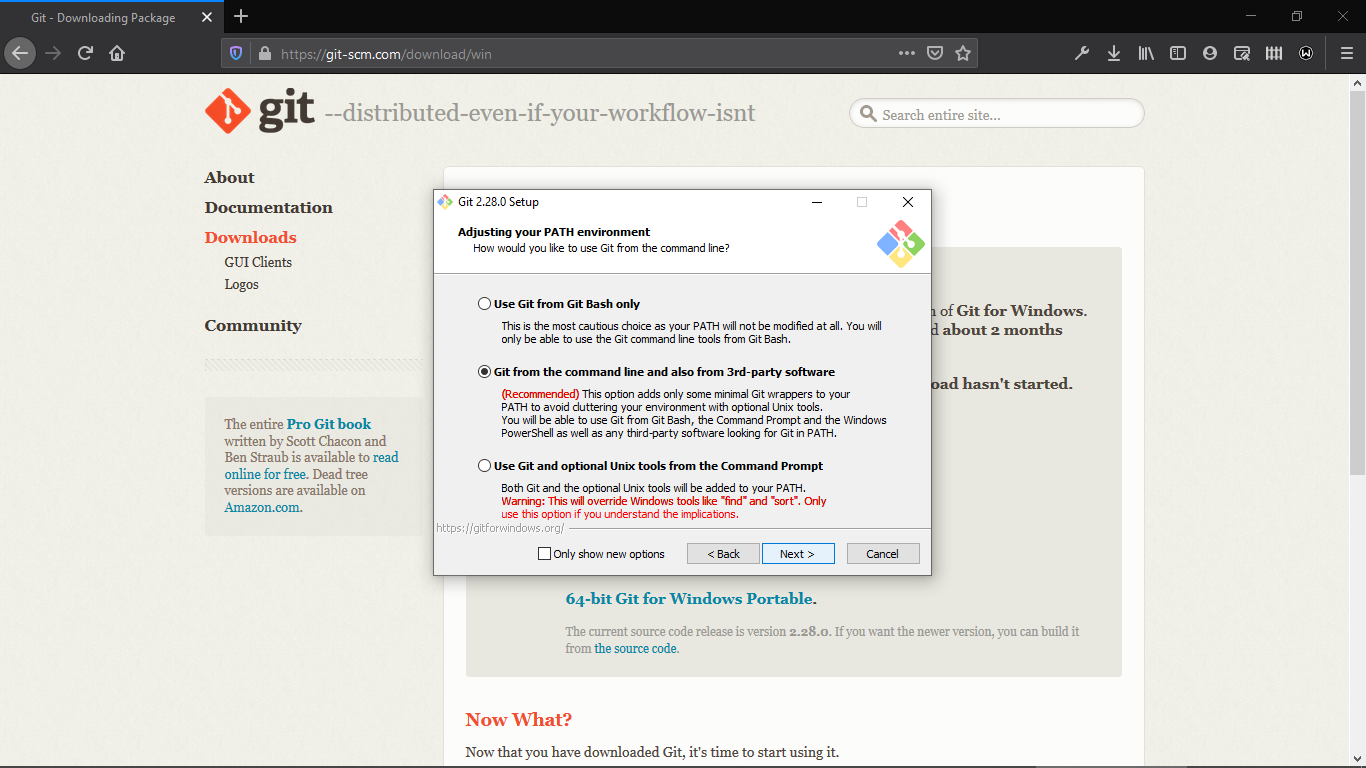 Git - Downloading Package
https://git-scm.com/download/win
git --distributed-even-if-your-workflow-isnt
Search entire site...
About
Documentation
Downloads
GUI Clients
Logos
Community
The entire Pro Git book
written by Scott Chacon and
Ben Straub is available to read
online for free. Dead tree
versions are available on
Amazon.com.
Git 2.28.0 Setup
Adjusting your PATH environment
How would you like to use Git from the command line?
Use Git from Git Bash only
This is the most cautious choice as your PATH will not be modified at all. You will
only be able to use the Git command line tools from Git Bash.
Git from the command line and also from 3rd-party software
(Recommended) This option adds only some minimal Git wrappers to your
PATH to avoid cluttering your environment with optional Unix tools.
You will be able to use Git from Git Bash, the Command Prompt and the Windows
PowerShell as well as any third-party software looking for Git in PATH.
Use Git and optional Unix tools from the Command Prompt
Both Git and the optional Unix tools will be added to your PATH.
Warning: This will override Windows tools like "find" and "sort". Only
use this option if you understand the implications.
https://gitforwindows.org/
Only show new options
< Back
Next >
Cancel
of Git for Windows.
about 2 months
hasn't started.
64-bit Git for Windows Portable.
The current source code release is version 2.28.0. If you want the newer version, you can build it
from the source code.
Now What?
Now that you have downloaded Git, it's time to start using it.